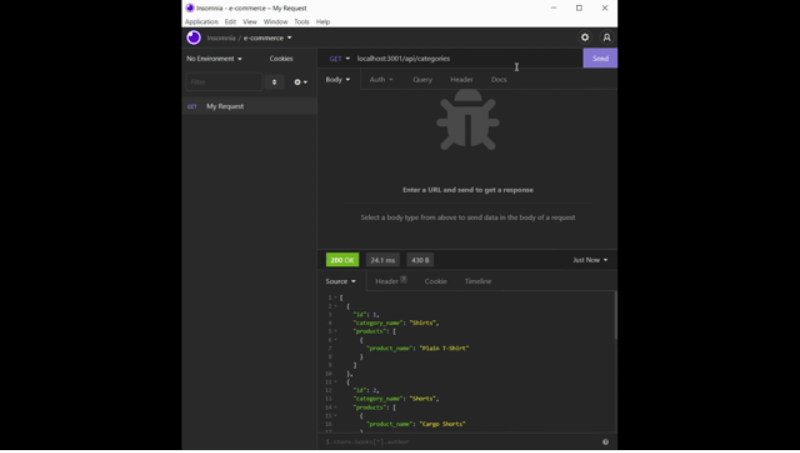 Insomnia - e-commerce – My Request
Application Edit View Window Tools Help
Insomnia / e-commerce
No Environment Cookies
GET localhost:3001/api/categories Send
Filter
Body Auth Query Header Docs
GET My Request
Enter a URL and send to get a response
Select a body type from above to send data in the body of a request
200 OK 24.1 ms 430 B Just Now
Source Header 7 Cookie Timeline
1 [
2 {
3 "id": 1,
4 "category_name": "Shirts",
5 "products": [
6 {
7 "product_name": "Plain T-Shirt"
8 }
9 ]
10 },
11 {
12 "id": 2,
13 "category_name": "Shorts",
14 "products": [
15 {
16 "product_name": "Cargo Shorts"
17 }
$.store.books[*].author